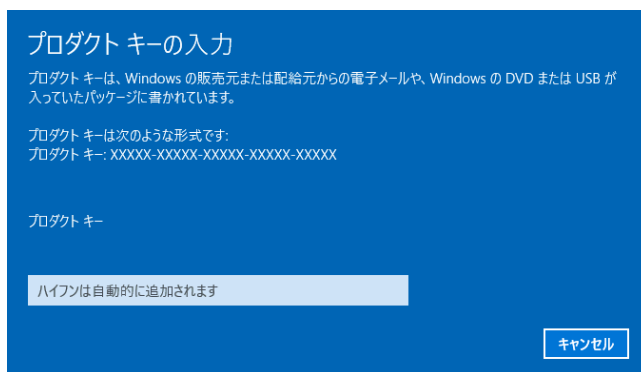 プロダクト キーの入力
プロダクト キーは、Windows の販売元または配給元からの電子メールや、Windows の DVD または USB が
入っていたパッケージに書かれています。
プロダクト キーは次のような形式です:
プロダクト キー: XXXXX-XXXXX-XXXXX-XXXXX-XXXXX
プロダクト キー
ハイフンは自動的に追加されます
キャンセル